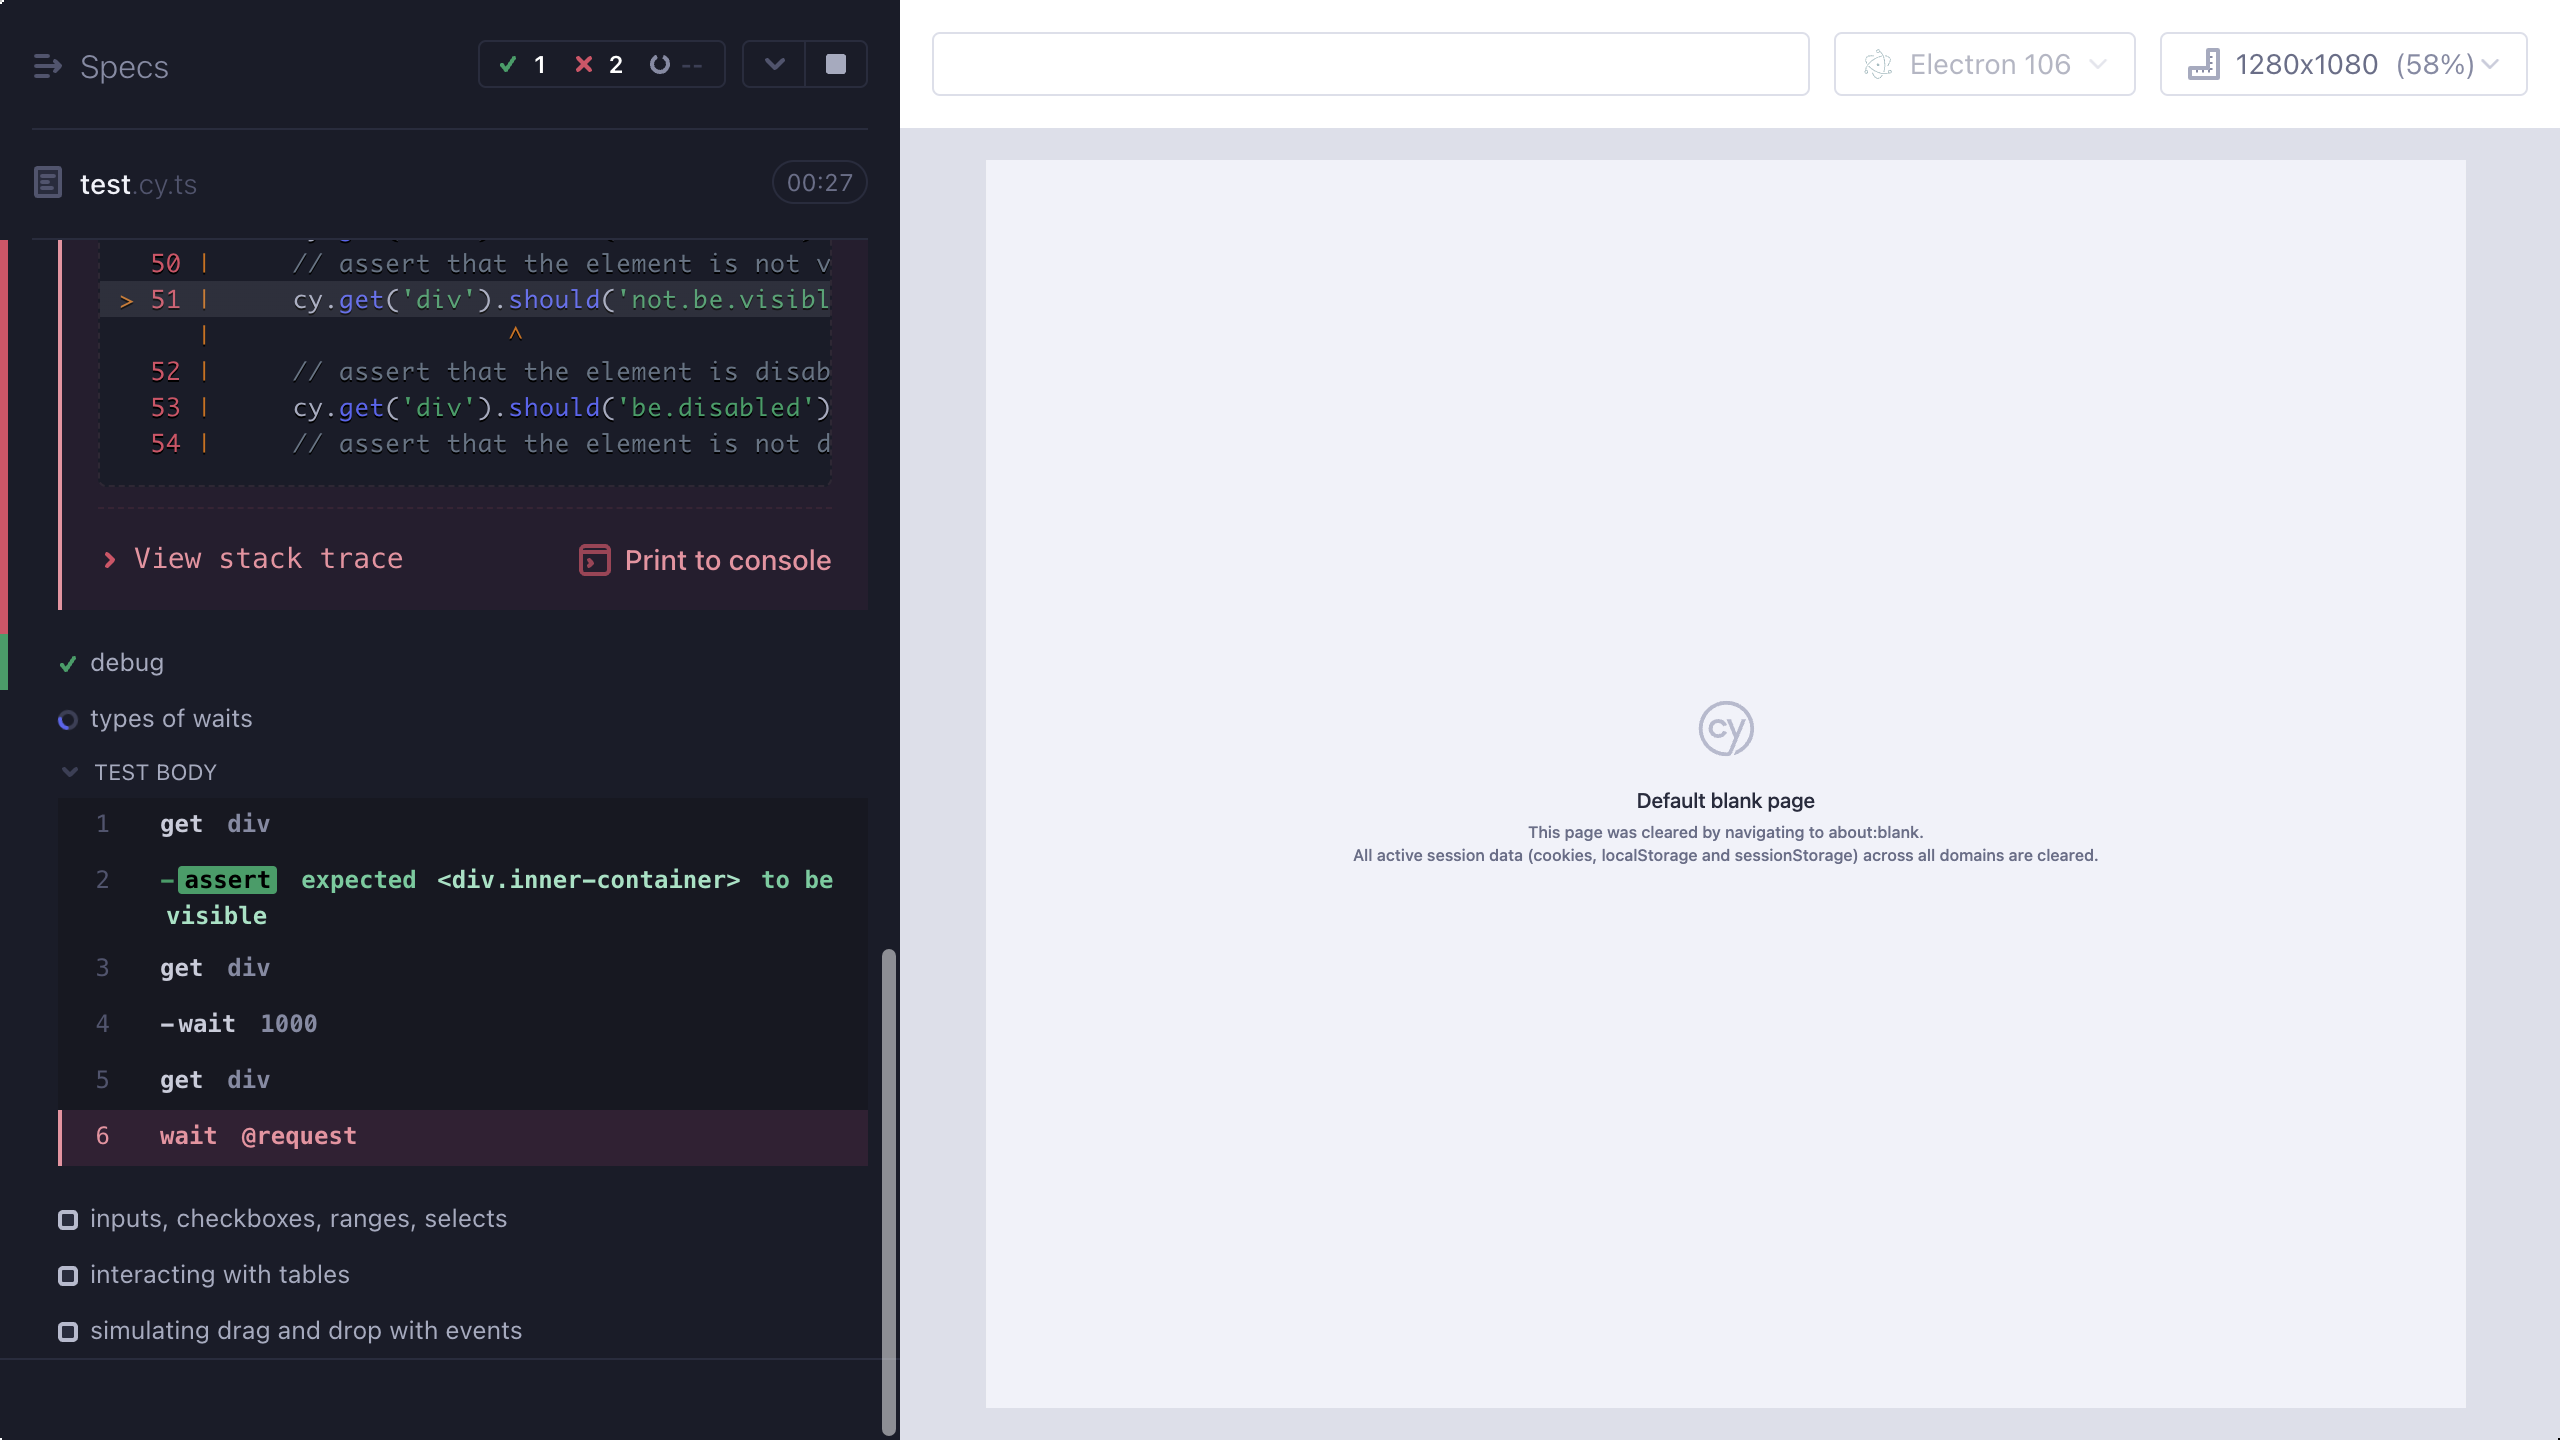 Specs
1 2 --
test.cy.ts
00:27
50 | // assert that the element is not v
> 51 | cy.get('div').should('not.be.visibl
| ^
52 | // assert that the element is disab
53 | cy.get('div').should('be.disabled')
54 | // assert that the element is not d
View stack trace
Print to console
debug
types of waits
TEST BODY
1 get div
2 -assert expected <div.inner-container> to be
visible
3 get div
4 -wait 1000
5 get div
6 wait @request
inputs, checkboxes, ranges, selects
interacting with tables
simulating drag and drop with events
Electron 106
1280x1080 (58%)
cy
Default blank page
This page was cleared by navigating to about:blank.
All active session data (cookies, localStorage and sessionStorage) across all domains are cleared.